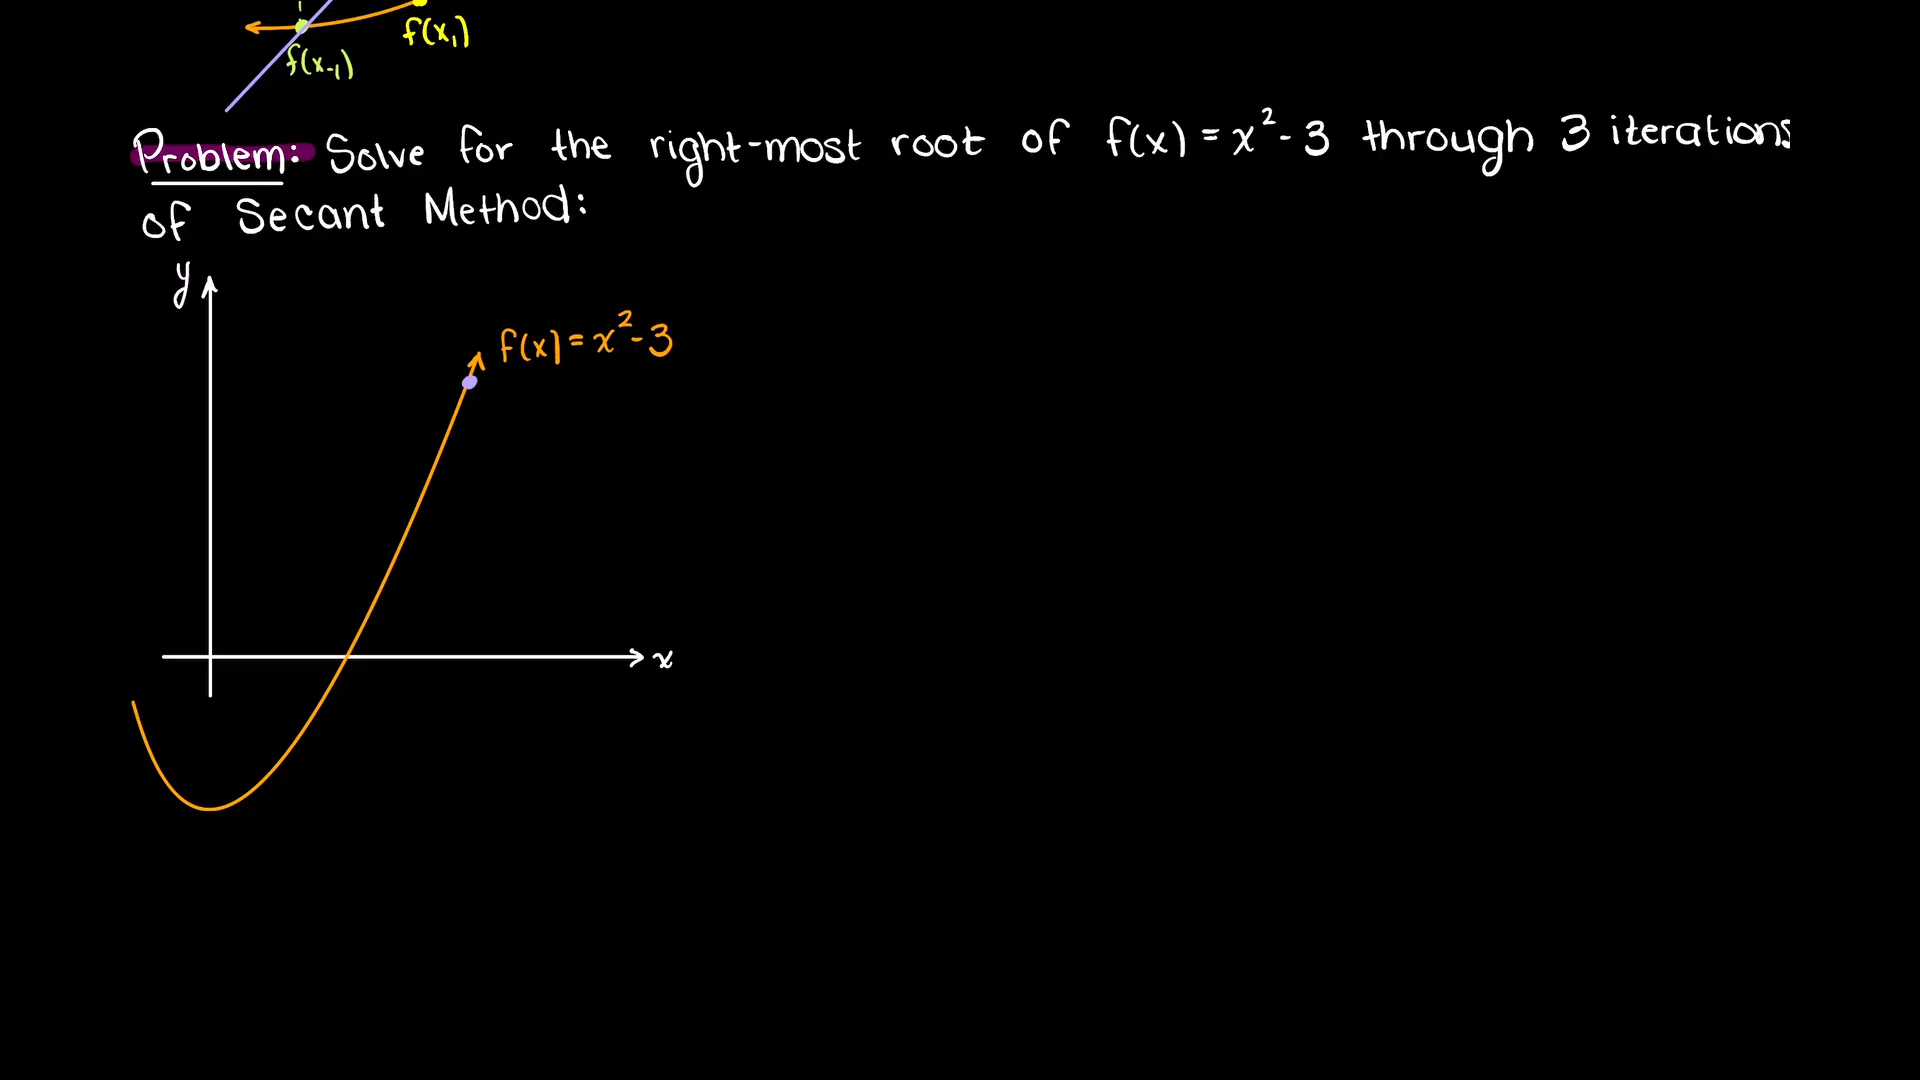 f(x₁)
f(x₋₁)
Problem: Solve for the right-most root of f(x) = x² - 3 through 3 iterations
of Secant Method:
y
f(x) = x² - 3
x